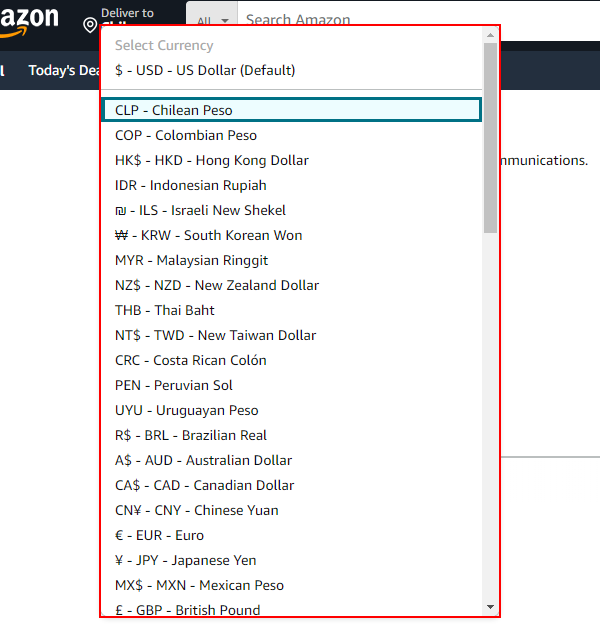 azon
Deliver to
All
Search Amazon
Today's Dea
Select Currency
$ - USD - US Dollar (Default)
CLP - Chilean Peso
COP - Colombian Peso
HK$ - HKD - Hong Kong Dollar
mmunications.
IDR - Indonesian Rupiah
₪ - ILS - Israeli New Shekel
₩ - KRW - South Korean Won
MYR - Malaysian Ringgit
NZ$ - NZD - New Zealand Dollar
THB - Thai Baht
NT$ - TWD - New Taiwan Dollar
CRC - Costa Rican Colón
PEN - Peruvian Sol
UYU - Uruguayan Peso
R$ - BRL - Brazilian Real
A$ - AUD - Australian Dollar
CA$ - CAD - Canadian Dollar
CN¥ - CNY - Chinese Yuan
€ - EUR - Euro
¥ - JPY - Japanese Yen
MX$ - MXN - Mexican Peso
£ - GBP - British Pound